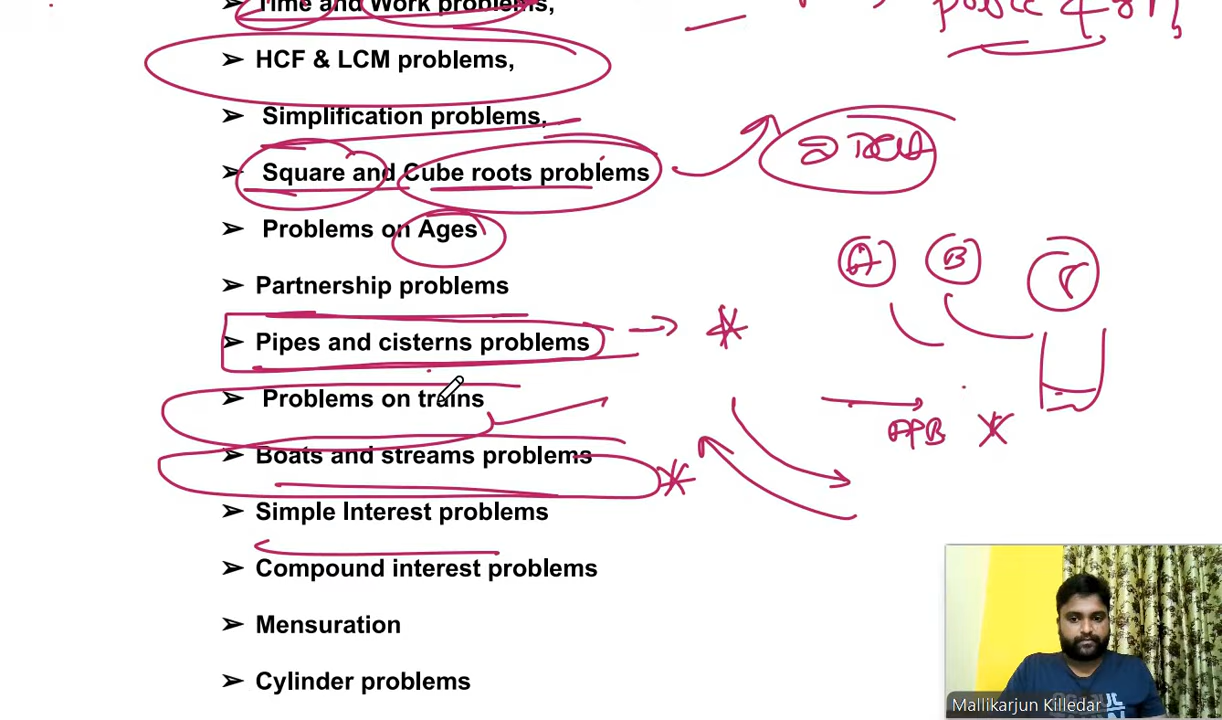 Time and Work problems,
➢ HCF & LCM problems,
➢ Simplification problems,
➢ Square and Cube roots problems
➢ Problems on Ages
A B
➢ Partnership problems
➢ Pipes and cisterns problems
➢ Problems on trains
➢ Boats and streams problems
➢ Simple Interest problems
➢ Compound interest problems
➢ Mensuration
➢ Cylinder problems
Mallikarjun Killedar